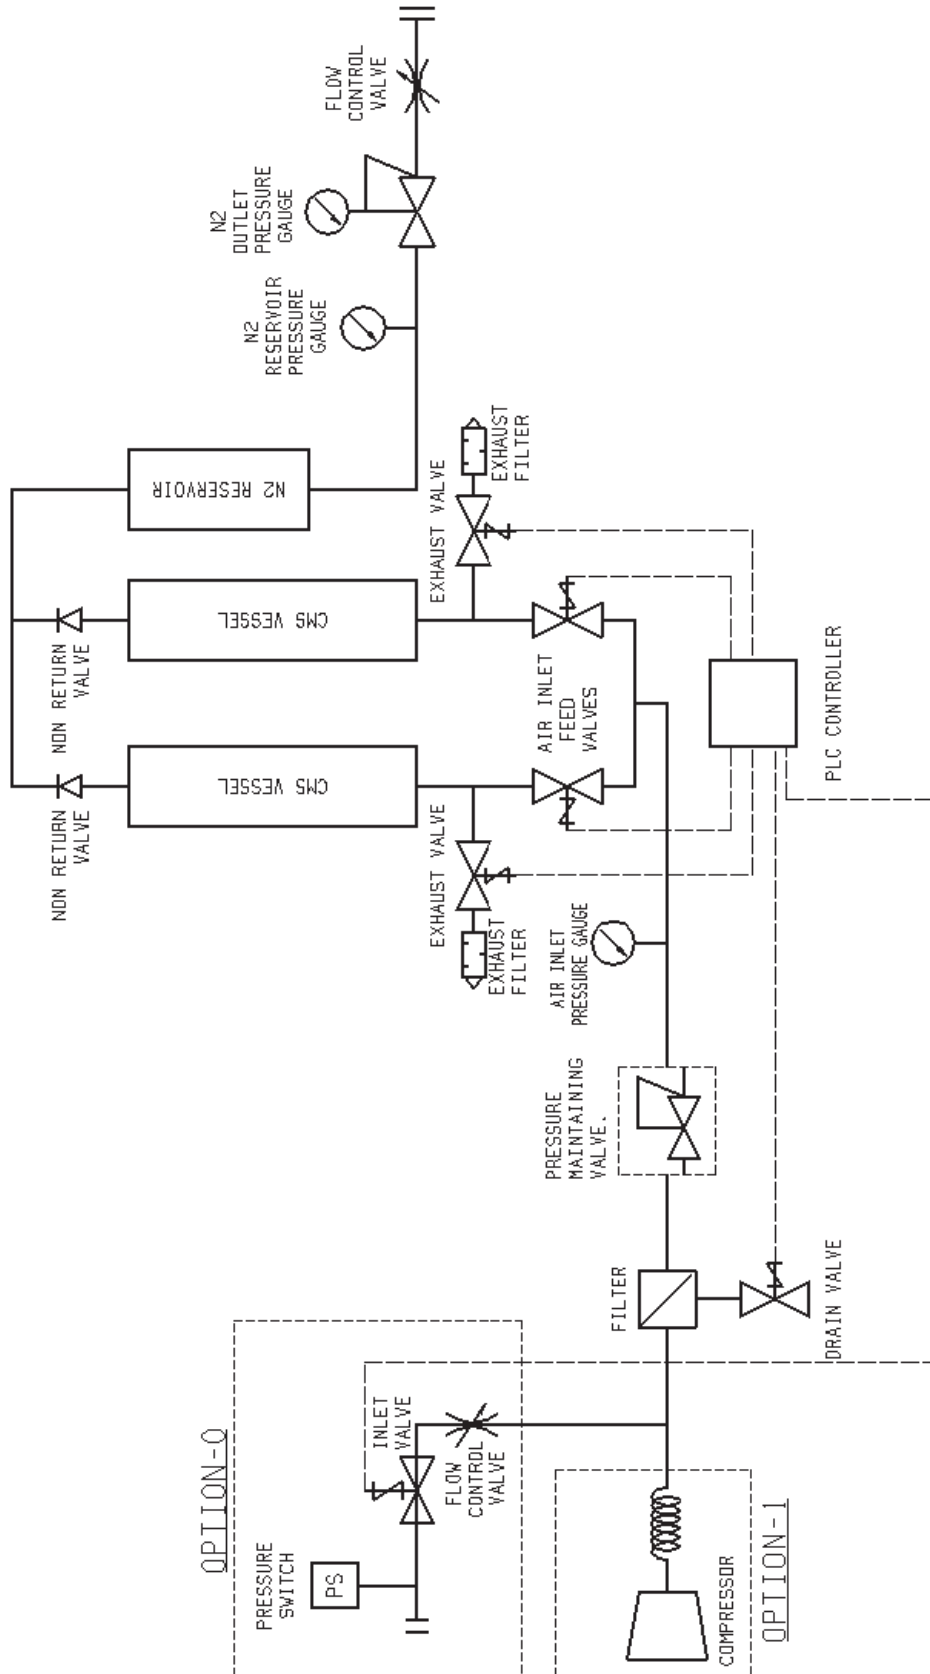 OPTION-0
PRESSURE
SWITCH
PS
INLET
VALVE
FLOW
CONTROL
VALVE
COMPRESSOR
OPTION-1
FILTER
DRAIN VALVE
PRESSURE
MAINTAINING
VALVE.
AIR INLET
PRESSURE GAUGE
EXHAUST
FILTER
EXHAUST VALVE
NON RETURN
VALVE
CMS VESSEL
AIR INLET
FEED
VALVES
PLC CONTROLLER
NON RETURN
VALVE
CMS VESSEL
EXHAUST VALVE
EXHAUST
FILTER
N2 RESERVOIR
N2
RESERVOIR
PRESSURE
GAUGE
N2
OUTLET
PRESSURE
GAUGE
FLOW
CONTROL
VALVE